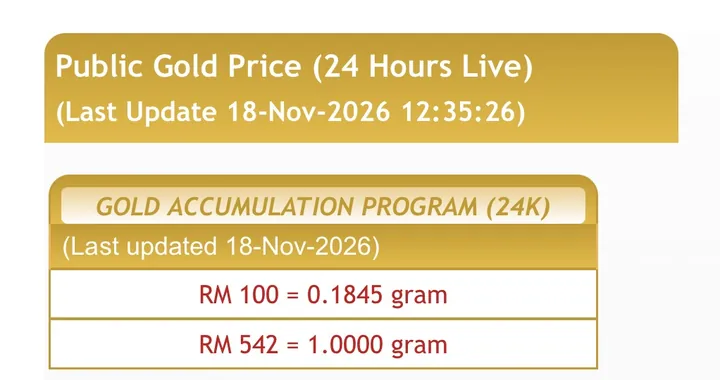 Public Gold Price (24 Hours Live)
(Last Update 18-Nov-2026 12:35:26)
GOLD ACCUMULATION PROGRAM (24K)
(Last updated 18-Nov-2026)
RM 100 = 0.1845 gram
RM 542 = 1.0000 gram